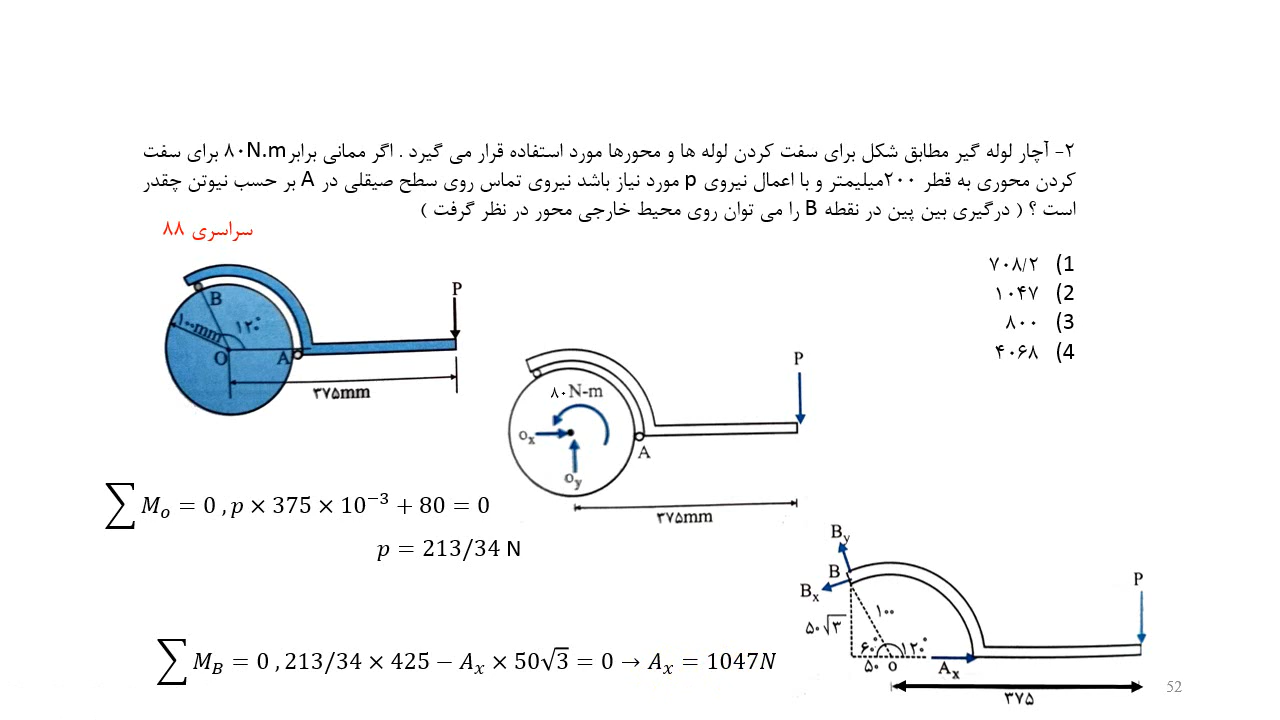 ۲- آچار لوله گیر مطابق شکل برای سفت کردن لوله ها و محورها مورد استفاده قرار می گیرد . اگر ممانی برابر ۸۰N.m برای سفت
کردن محوری به قطر ۲۰۰میلیمتر و با اعمال نیروی p مورد نیاز باشد نیروی تماس روی سطح صیقلی در A بر حسب نیوتن چقدر
است ؟ ( درگیری بین پین در نقطه B را می توان روی محیط خارجی محور در نظر گرفت )
سراسری ۸۸
1) ۷۰۸/۲
2) ۱۰۴۷
3) ۸۰۰
4) ۴۰۶۸
P
B
۱۰۰mm
۱۲۰°
O
A
۳۷۵mm
P
۸۰N-m
oₓ
A
o_y
۳۷۵mm
∑ Mₒ = 0 , p × 375 × 10⁻³ + 80 = 0
p = 213/34 N
B_y
B
Bₓ
P
۱۰۰
۵۰√۳
۶۰°
۱۲۰°
۵۰
o
Aₓ
۳۷۵
∑ M_B = 0 , 213/34 × 425 − Aₓ × 50√3 = 0 → Aₓ = 1047N
52